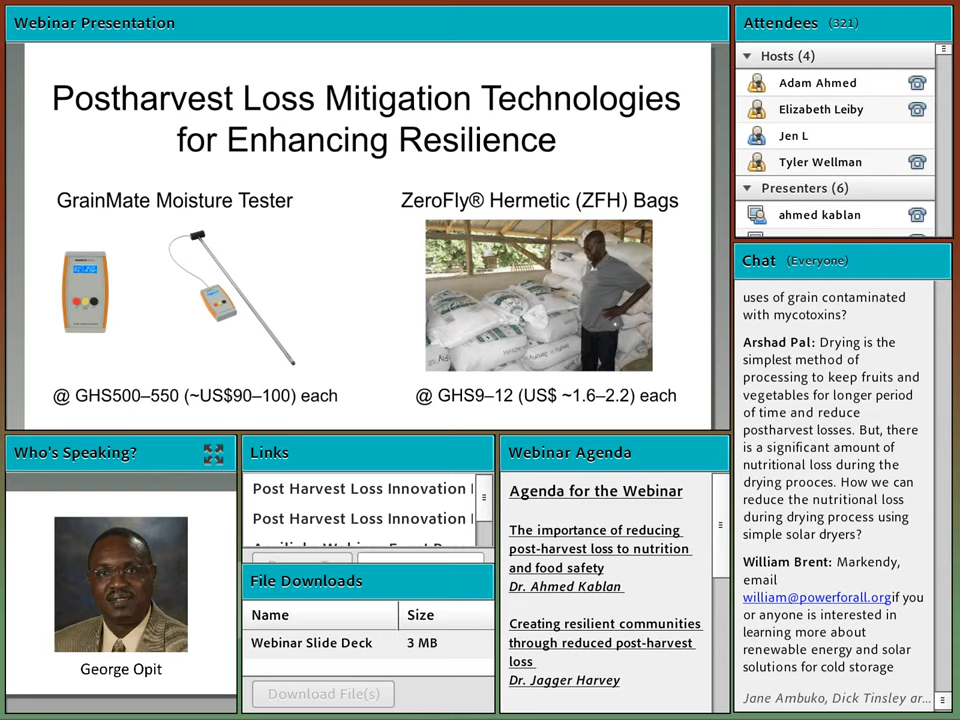 Webinar Presentation
Postharvest Loss Mitigation Technologies
for Enhancing Resilience
GrainMate Moisture Tester
ZeroFly® Hermetic (ZFH) Bags
@ GHS500–550 (~US$90–100) each
@ GHS9–12 (US$ ~1.6–2.2) each
Attendees (321)
Hosts (4)
Adam Ahmed
Elizabeth Leiby
Jen L
Tyler Wellman
Presenters (6)
ahmed kablan
Chat (Everyone)
uses of grain contaminated
with mycotoxins?
Arshad Pal: Drying is the
simplest method of
processing to keep fruits and
vegetables for longer period
of time and reduce
postharvest losses. But, there
is a significant amount of
nutritional loss during the
drying prooces. How we can
reduce the nutritional loss
during drying process using
simple solar dryers?
William Brent: Markendy,
email
william@powerforall.orgif you
or anyone is interested in
learning more about
renewable energy and solar
solutions for cold storage
Jane Ambuko, Dick Tinsley ar...
Who's Speaking?
George Opit
Links
Post Harvest Loss Innovation
Post Harvest Loss Innovation
File Downloads
Name Size
Webinar Slide Deck 3 MB
Download File(s)
Webinar Agenda
Agenda for the Webinar
The importance of reducing
post-harvest loss to nutrition
and food safety
Dr. Ahmed Kablan
Creating resilient communities
through reduced post-harvest
loss
Dr. Jagger Harvey